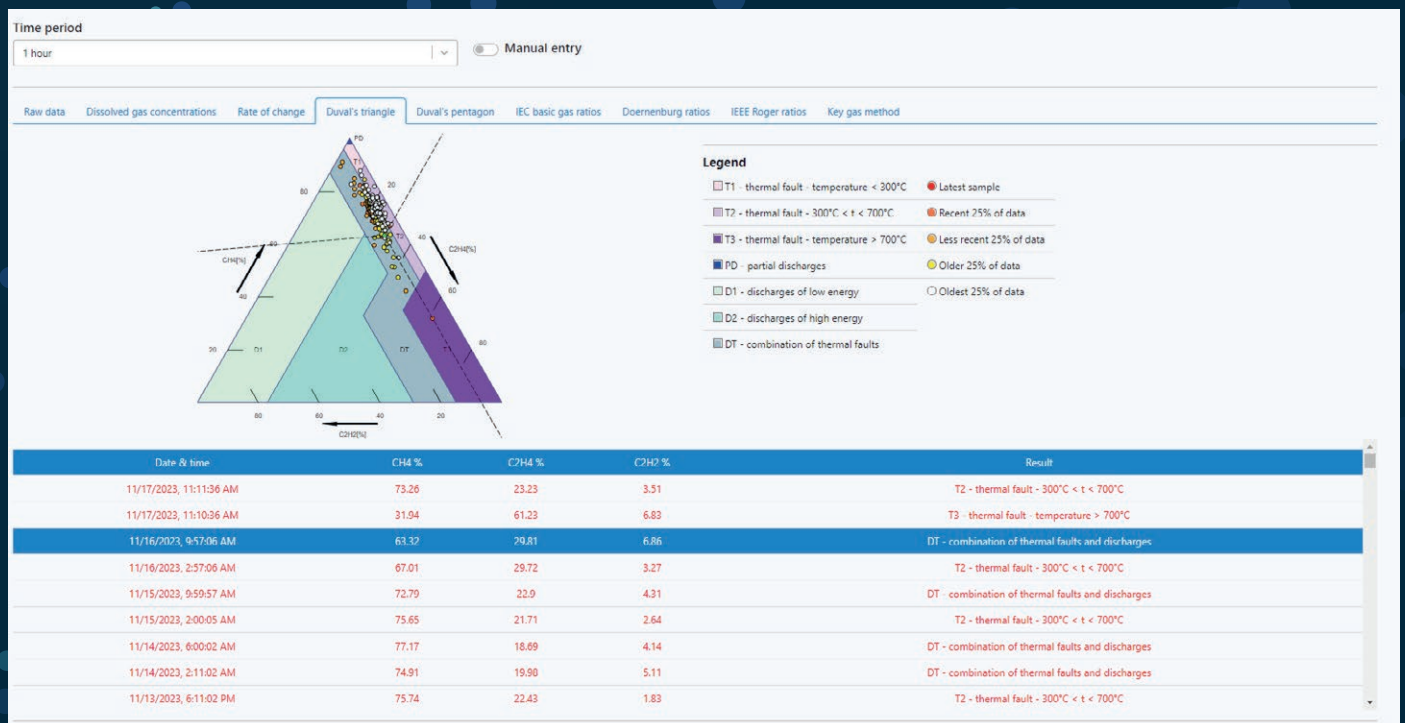 Time period
1 hour
Manual entry
Raw data Dissolved gas concentrations Rate of change Duval's triangle Duval's pentagon IEC basic gas ratios Doernenburg ratios IEEE Roger ratios Key gas method
PD
T1
20
80
T3
40
60
C2H4[%]
CH4[%]
40
60
80
20
D1
D2
DT
T3
80
60
40
20
C2H2[%]
Legend
T1 - thermal fault - temperature < 300°C Latest sample
T2 - thermal fault - 300°C < t < 700°C Recent 25% of data
T3 - thermal fault - temperature > 700°C Less recent 25% of data
PD - partial discharges Older 25% of data
D1 - discharges of low energy Oldest 25% of data
D2 - discharges of high energy
DT - combination of thermal faults
Date & time CH4 % C2H4 % C2H2 % Result
11/17/2023, 11:11:36 AM 73.26 23.23 3.51 T2 - thermal fault - 300°C < t < 700°C
11/17/2023, 11:10:36 AM 31.94 61.23 6.83 T3 - thermal fault - temperature > 700°C
11/16/2023, 9:57:06 AM 63.32 29.81 6.86 DT - combination of thermal faults and discharges
11/16/2023, 2:57:06 AM 67.01 29.72 3.27 T2 - thermal fault - 300°C < t < 700°C
11/15/2023, 9:59:57 AM 72.79 22.9 4.31 DT - combination of thermal faults and discharges
11/15/2023, 2:00:05 AM 75.65 21.71 2.64 T2 - thermal fault - 300°C < t < 700°C
11/14/2023, 6:00:02 AM 77.17 18.69 4.14 DT - combination of thermal faults and discharges
11/14/2023, 2:11:02 AM 74.91 19.98 5.11 DT - combination of thermal faults and discharges
11/13/2023, 6:11:02 PM 75.74 22.43 1.83 T2 - thermal fault - 300°C < t < 700°C